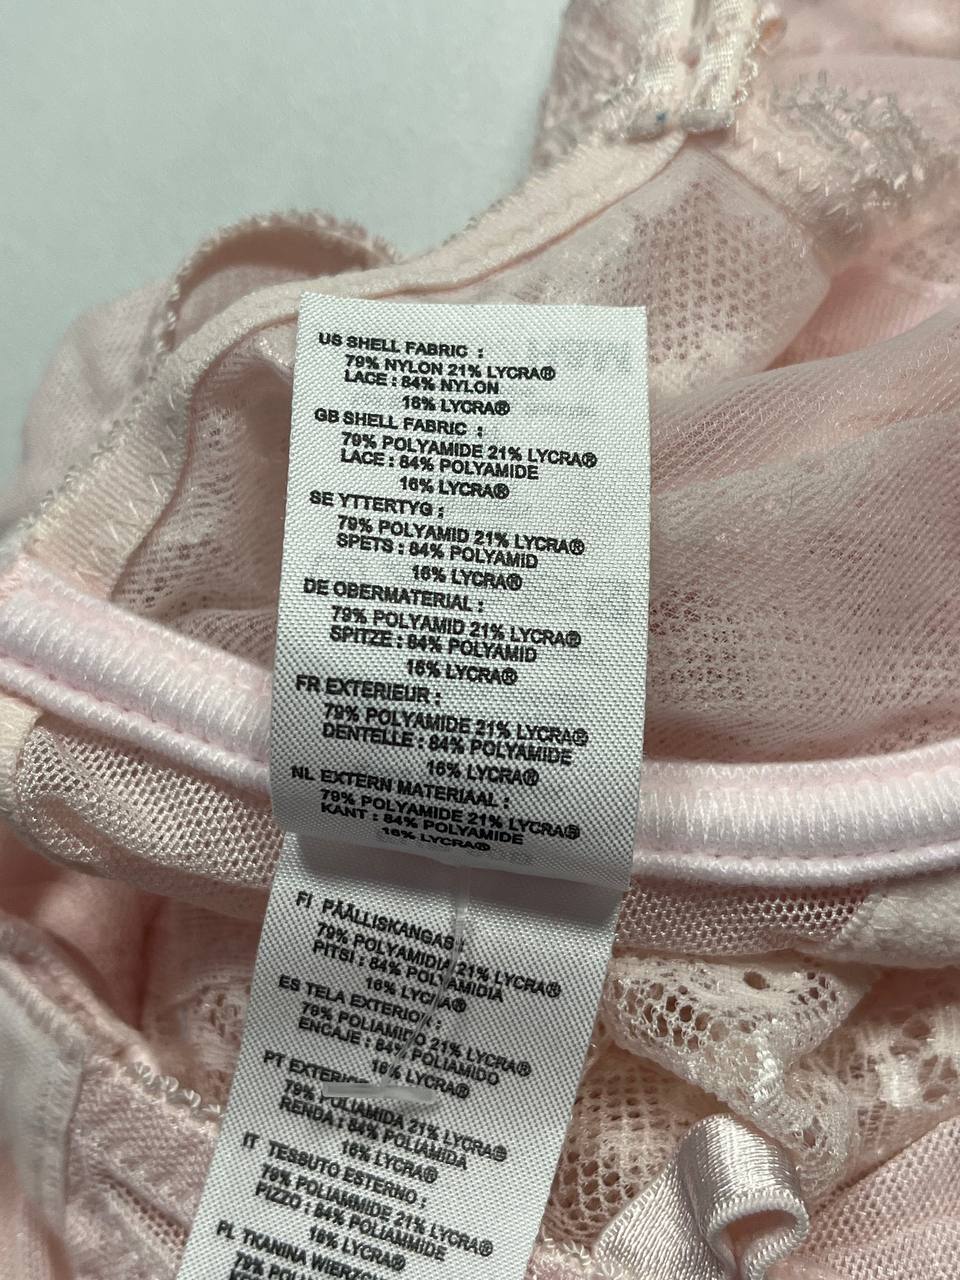 US SHELL FABRIC :
79% NYLON 21% LYCRA®
LACE : 84% NYLON
16% LYCRA®
GB SHELL FABRIC :
79% POLYAMIDE 21% LYCRA®
LACE : 84% POLYAMIDE
16% LYCRA®
SE YTTERTYG :
79% POLYAMID 21% LYCRA®
SPETS : 84% POLYAMID
16% LYCRA®
DE OBERMATERIAL :
79% POLYAMID 21% LYCRA®
SPITZE : 84% POLYAMID
16% LYCRA®
FR EXTERIEUR :
79% POLYAMIDE 21% LYCRA®
DENTELLE : 84% POLYAMIDE
16% LYCRA®
NL EXTERN MATERIAAL :
79% POLYAMIDE 21% LYCRA®
KANT : 84% POLYAMIDE
16% LYCRA®
FI PÄÄLLISKANGAS :
79% POLYAMIDIA 21% LYCRA®
PITSI : 84% POLYAMIDIA
16% LYCRA®
ES TELA EXTERIOR :
79% POLIAMIDO 21% LYCRA®
ENCAJE : 84% POLIAMIDO
16% LYCRA®
PT EXTERIOR
79% POLIAMIDA 21% LYCRA®
RENDA : 84% POLIAMIDA
16% LYCRA®
IT TESSUTO ESTERNO :
79% POLIAMMIDE 21% LYCRA®
PIZZO : 84% POLIAMMIDE
16% LYCRA®
PL TKANINA
79%